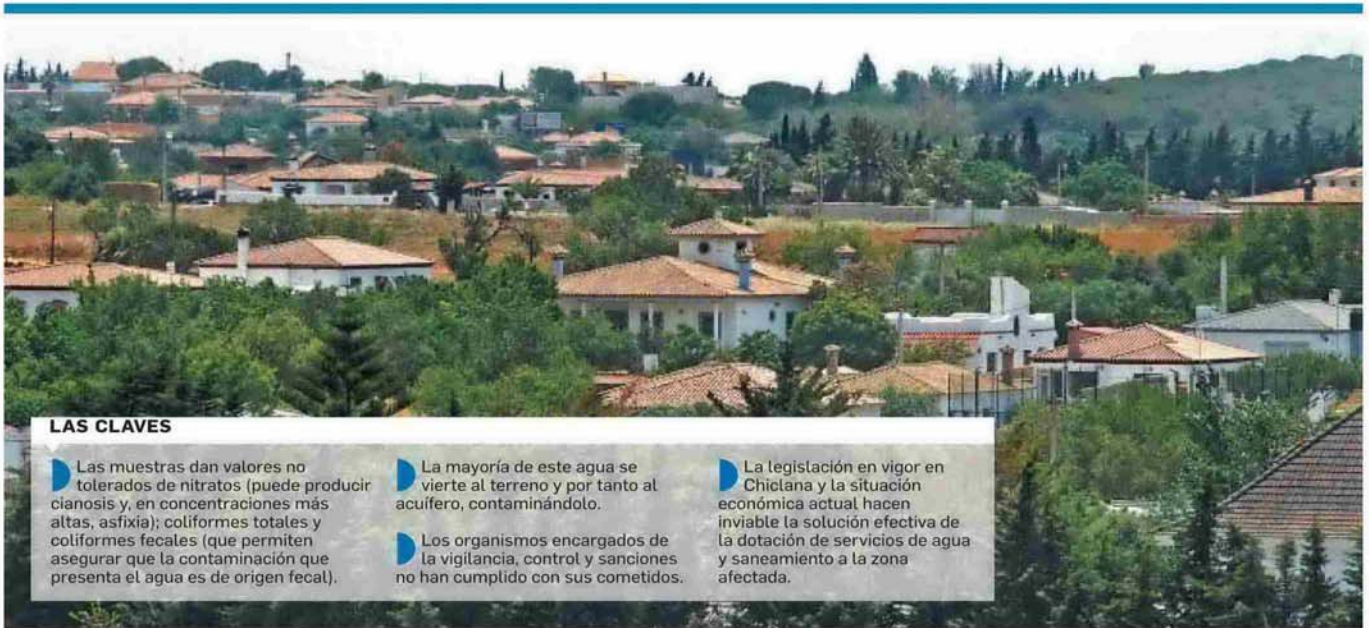 LAS CLAVES
Las muestras dan valores no
tolerados de nitratos (puede producir
cianosis y, en concentraciones más
altas, asfixia); coliformes totales y
coliformes fecales (que permiten
asegurar que la contaminación que
presenta el agua es de origen fecal).
La mayoría de este agua se
vierte al terreno y por tanto al
acuífero, contaminándolo.
Los organismos encargados de
la vigilancia, control y sanciones
no han cumplido con sus cometidos.
La legislación en vigor en
Chiclana y la situación
económica actual hacen
inviable la solución efectiva de
la dotación de servicios de agua
y saneamiento a la zona
afectada.